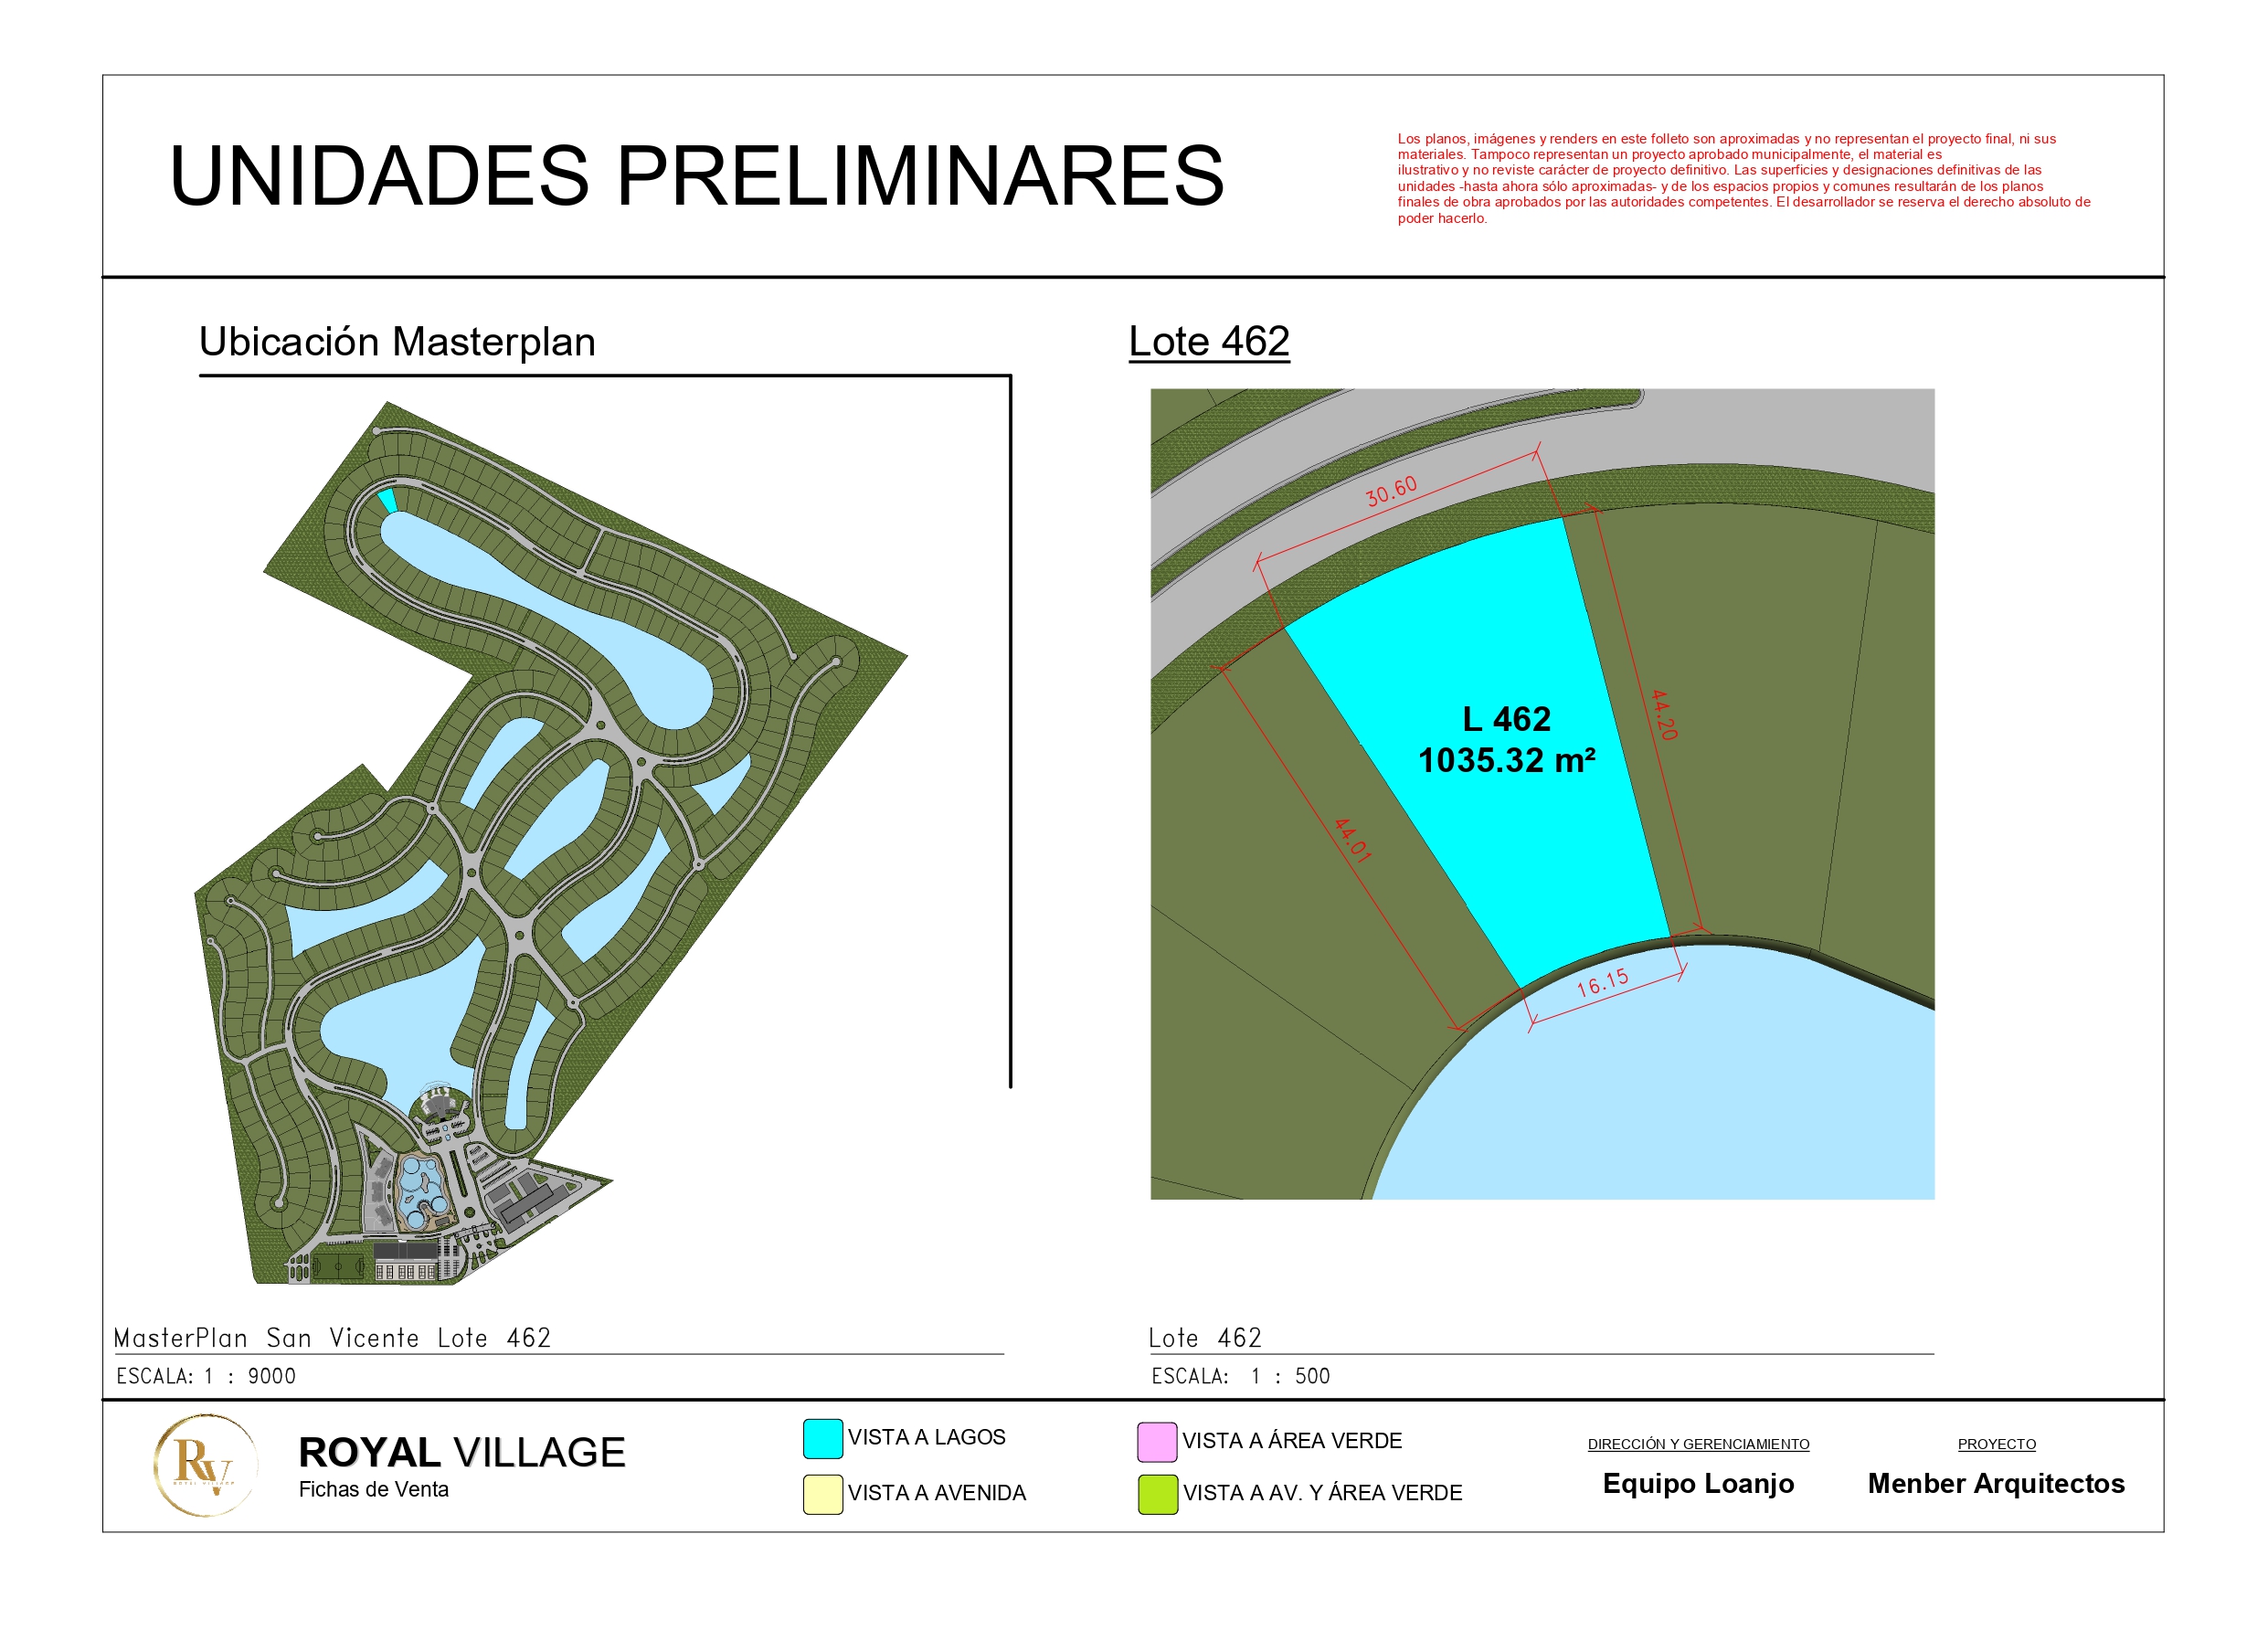 UNIDADES PRELIMINARES
Los planos, imágenes y renders en este folleto son aproximadas y no representan el proyecto final, ni sus
materiales. Tampoco representan un proyecto aprobado municipalmente, el material es
ilustrativo y no reviste carácter de proyecto definitivo. Las superficies y designaciones definitivas de las
unidades -hasta ahora sólo aproximadas- y de los espacios propios y comunes resultarán de los planos
finales de obra aprobados por las autoridades competentes. El desarrollador se reserva el derecho absoluto de
poder hacerlo.
Ubicación Masterplan
Lote 462
30.60
44.20
L 462
1035.32 m²
44.01
16.15
MasterPlan San Vicente Lote 462
ESCALA: 1 : 9000
Lote 462
ESCALA: 1 : 500
RV
ROYAL VILLAGE
ROYAL VILLAGE
Fichas de Venta
VISTA A LAGOS
VISTA A AVENIDA
VISTA A ÁREA VERDE
VISTA A AV. Y ÁREA VERDE
DIRECCIÓN Y GERENCIAMIENTO
Equipo Loanjo
PROYECTO
Menber Arquitectos